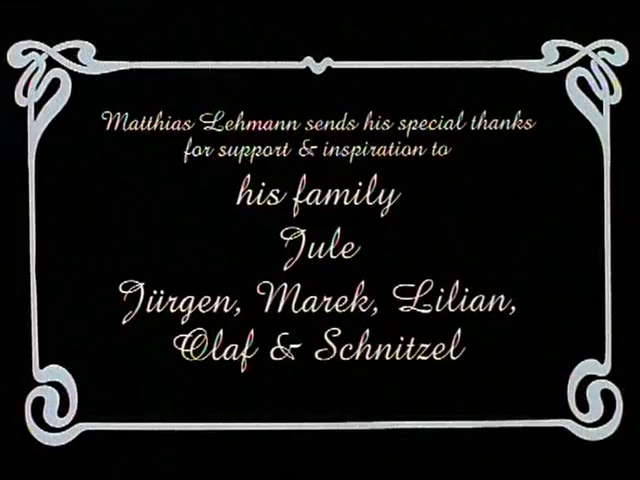 Matthias Lehmann sends his special thanks
for support & inspiration to
his family
Jule
Jürgen, Marek, Lilian,
Olaf & Schnitzel